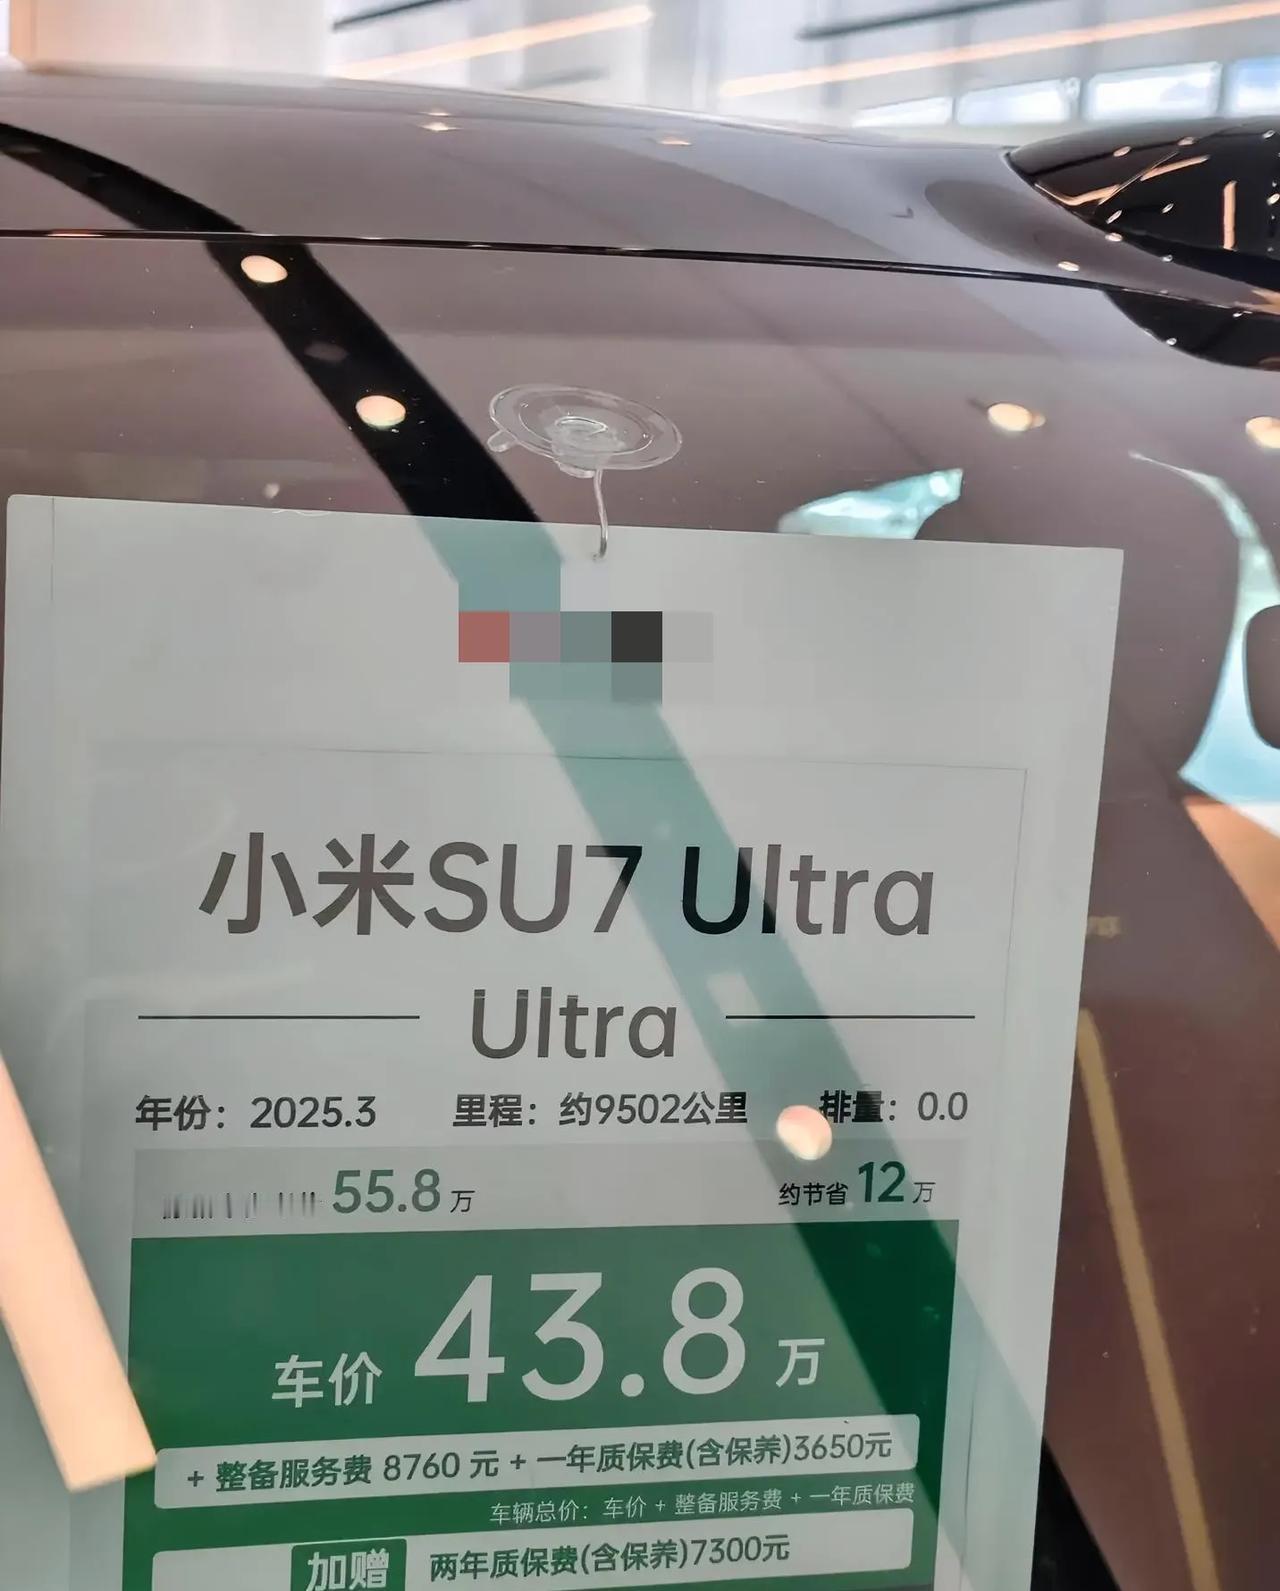 小米SU7 Ultra
Ultra
年份：2025.3 里程：约9502公里 排量：0.0
55.8万 约节省12万
车价 43.8万
+ 整备服务费 8760 元 + 一年质保费(含保养)3650元
车辆总价：车价 + 整备服务费 + 一年质保费
加赠 两年质保费(含保养)7300元